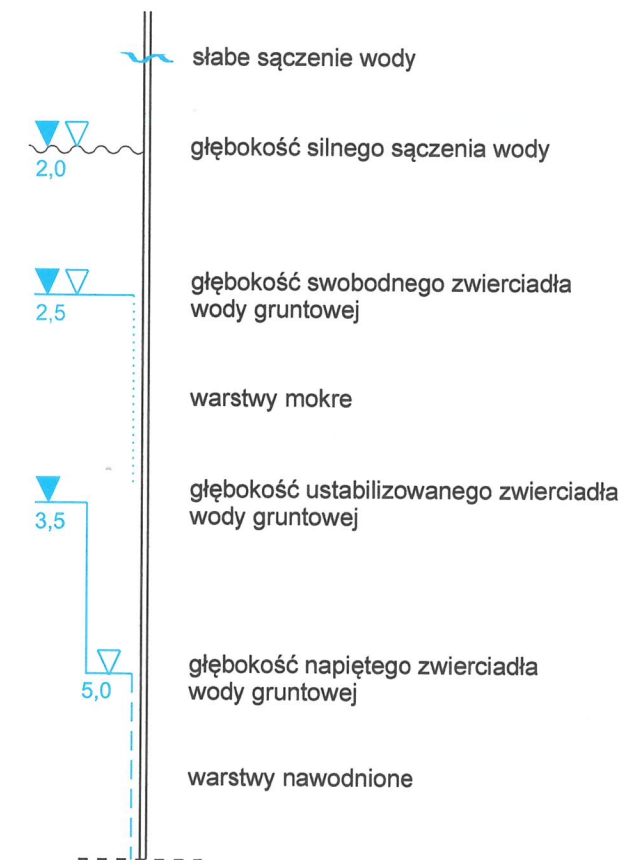 słabe sączenie wody
głębokość silnego sączenia wody
2,0
głębokość swobodnego zwierciadła
wody gruntowej
2,5
warstwy mokre
głębokość ustabilizowanego zwierciadła
wody gruntowej
3,5
głębokość napiętego zwierciadła
wody gruntowej
5,0
warstwy nawodnione